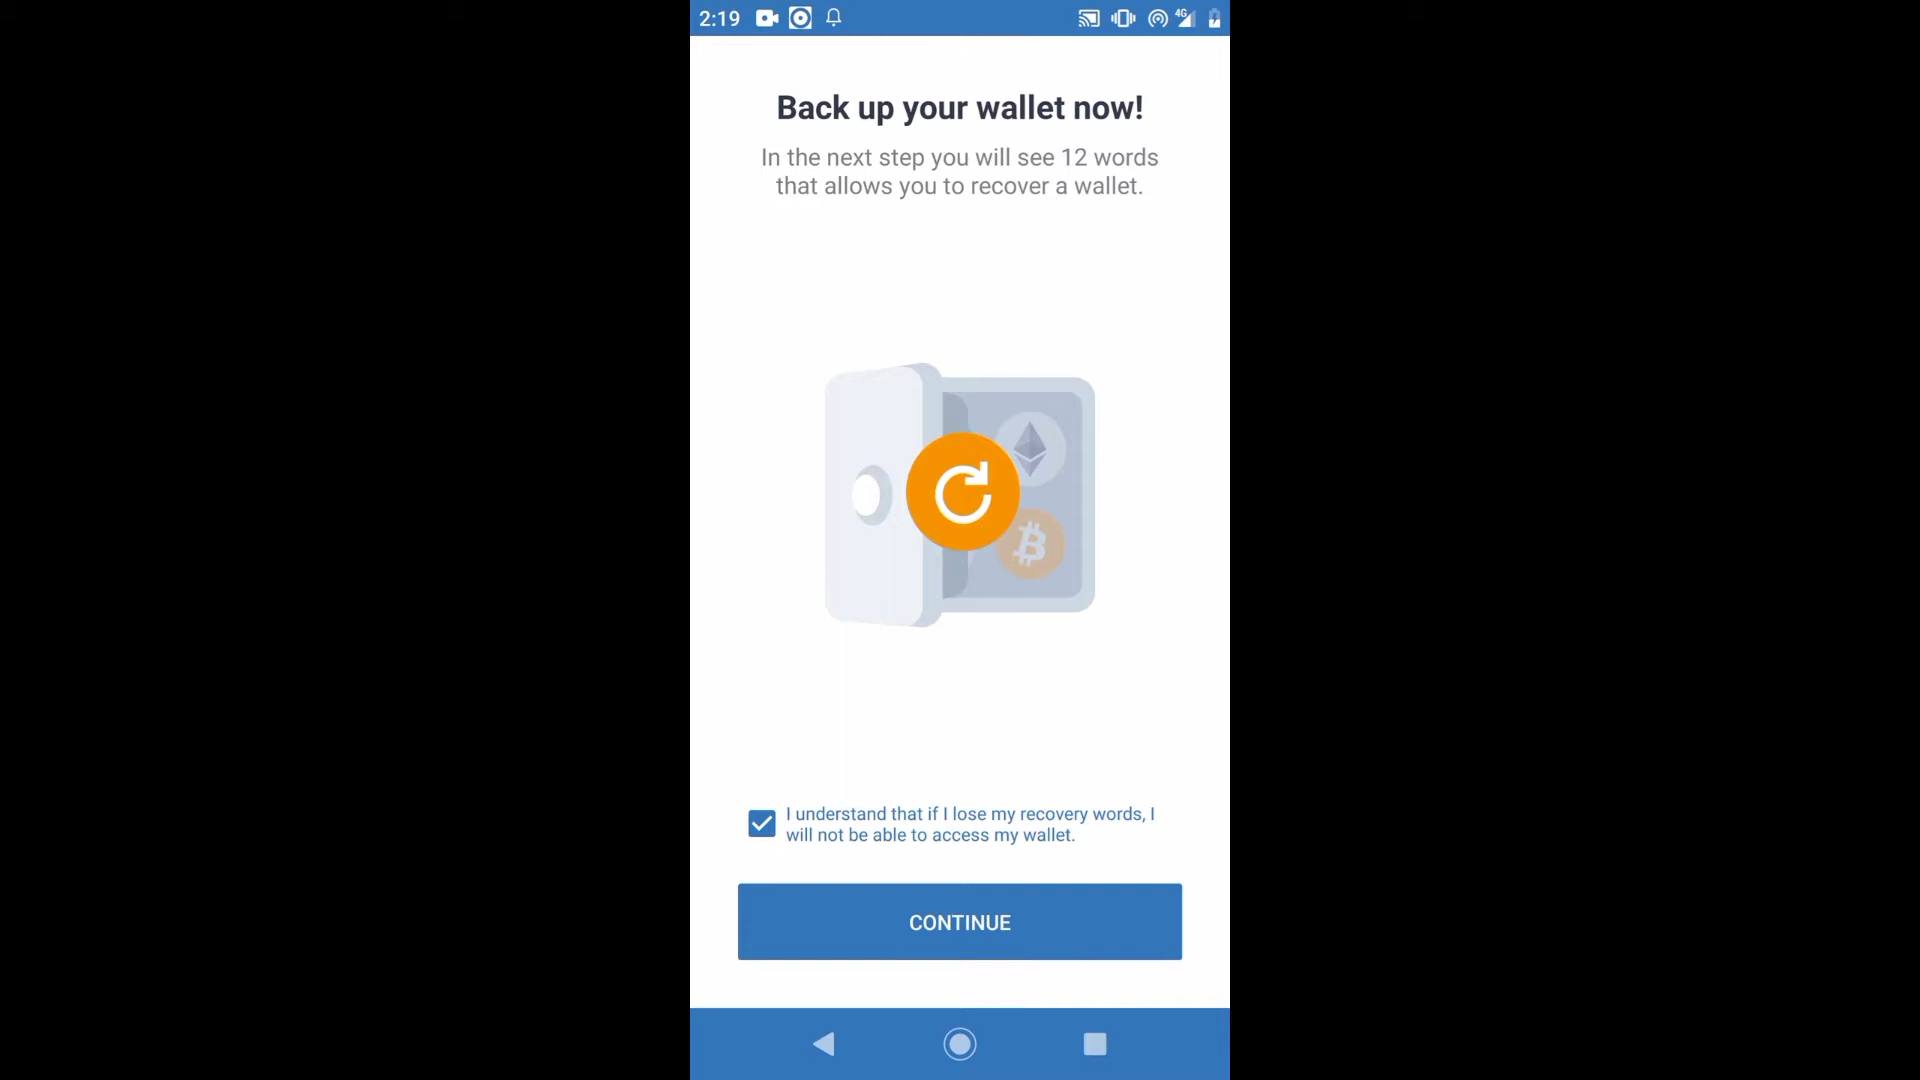 2:19
4G
Back up your wallet now!
In the next step you will see 12 words
that allows you to recover a wallet.
I understand that if I lose my recovery words, I
will not be able to access my wallet.
CONTINUE